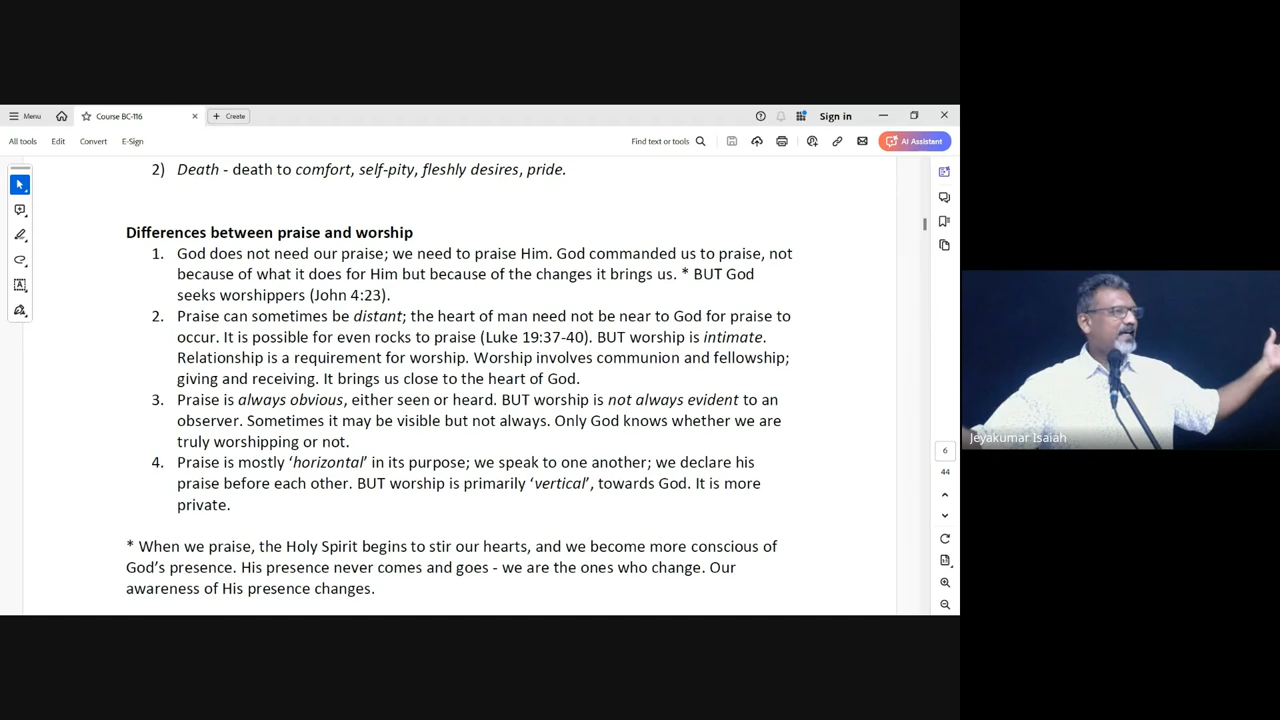 Menu
Course BC-116
Create
Sign in
All tools
Edit
Convert
E-Sign
Find text or tools
AI Assistant
2) Death - death to comfort, self-pity, fleshly desires, pride.
Differences between praise and worship
1. God does not need our praise; we need to praise Him. God commanded us to praise, not
because of what it does for Him but because of the changes it brings us. * BUT God
seeks worshippers (John 4:23).
2. Praise can sometimes be distant; the heart of man need not be near to God for praise to
occur. It is possible for even rocks to praise (Luke 19:37-40). BUT worship is intimate.
Relationship is a requirement for worship. Worship involves communion and fellowship;
giving and receiving. It brings us close to the heart of God.
3. Praise is always obvious, either seen or heard. BUT worship is not always evident to an
observer. Sometimes it may be visible but not always. Only God knows whether we are
truly worshipping or not.
4. Praise is mostly ‘horizontal’ in its purpose; we speak to one another; we declare his
praise before each other. BUT worship is primarily ‘vertical’, towards God. It is more
private.
* When we praise, the Holy Spirit begins to stir our hearts, and we become more conscious of
God’s presence. His presence never comes and goes - we are the ones who change. Our
awareness of His presence changes.
6
44
Jeyakumar Isaiah